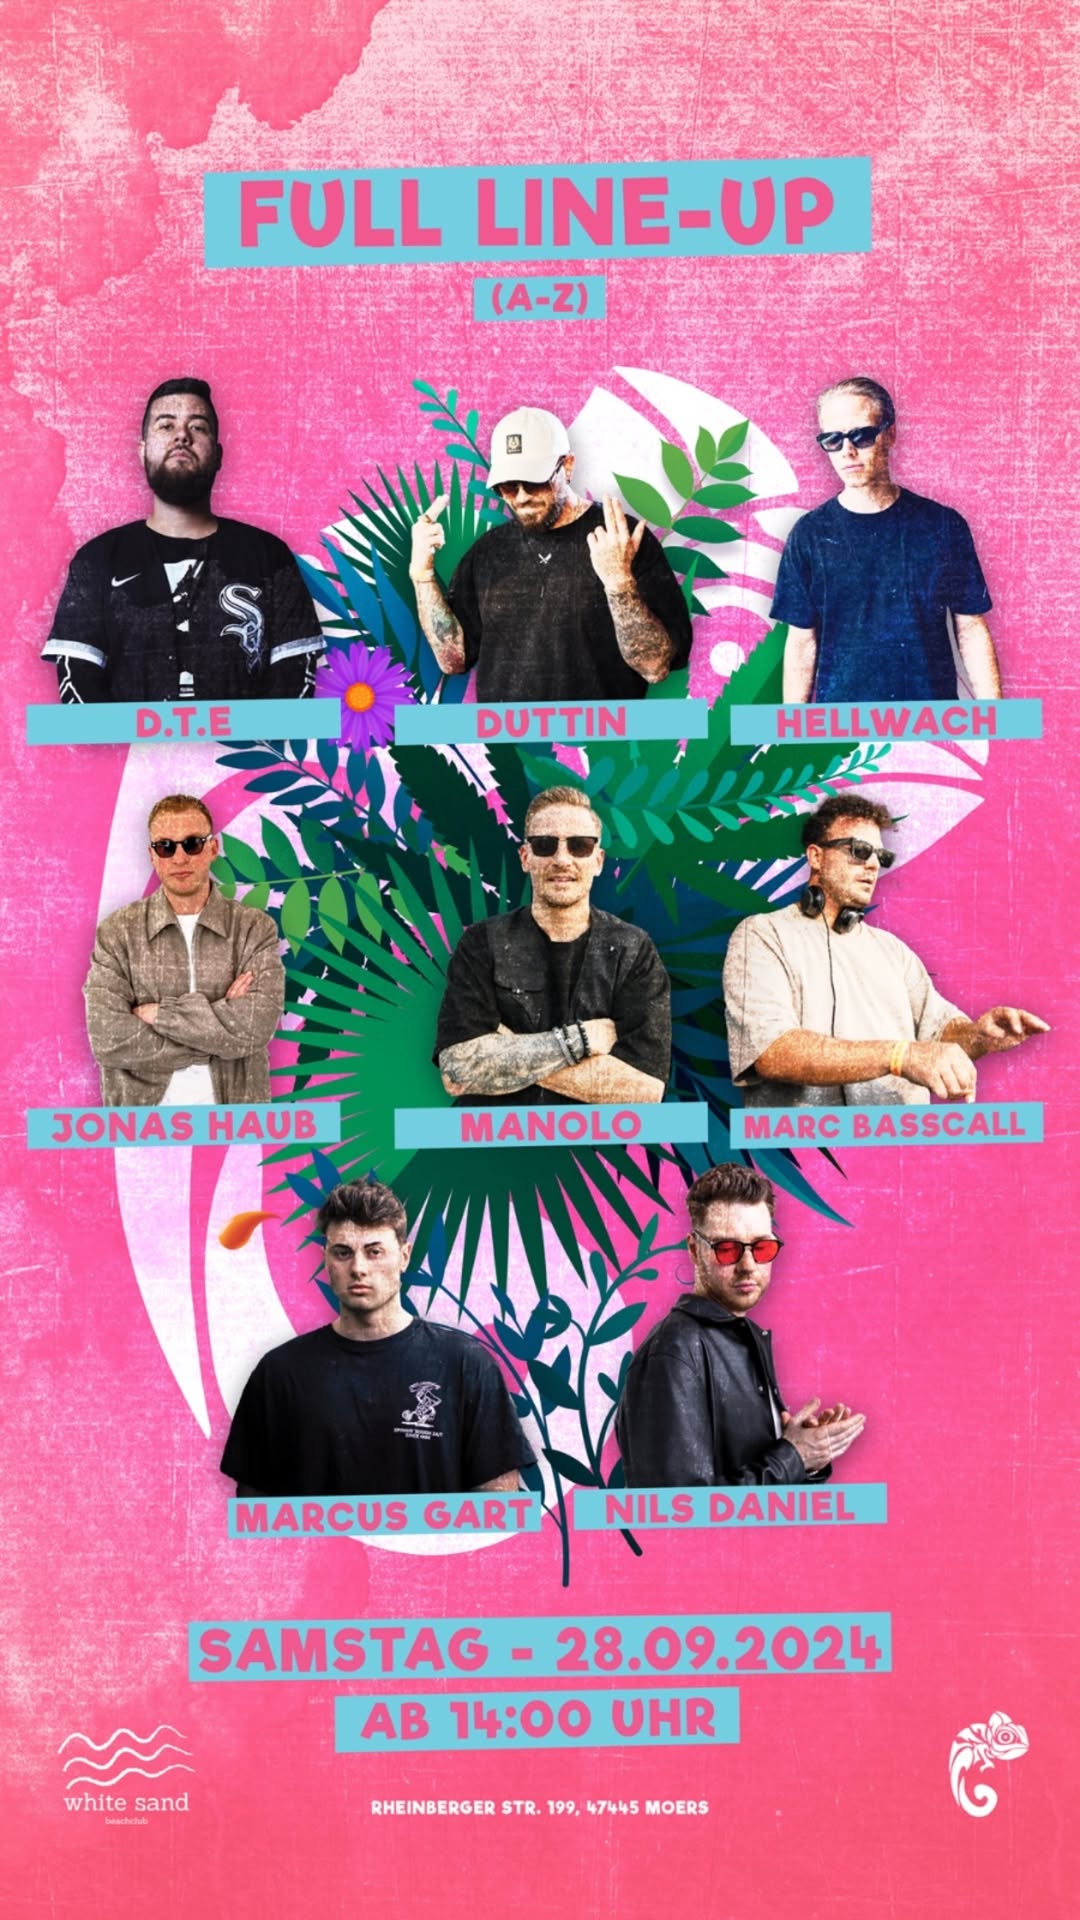 FULL LINE-UP
(A-Z)
D.T.E
DUTTIN
HELLWACH
JONAS HAUB
MANOLO
MARC BASSCALL
MARCUS GART
NILS DANIEL
SAMSTAG - 28.09.2024
AB 14:00 UHR
white sand
beachclub
RHEINBERGER STR. 199, 47445 MOERS